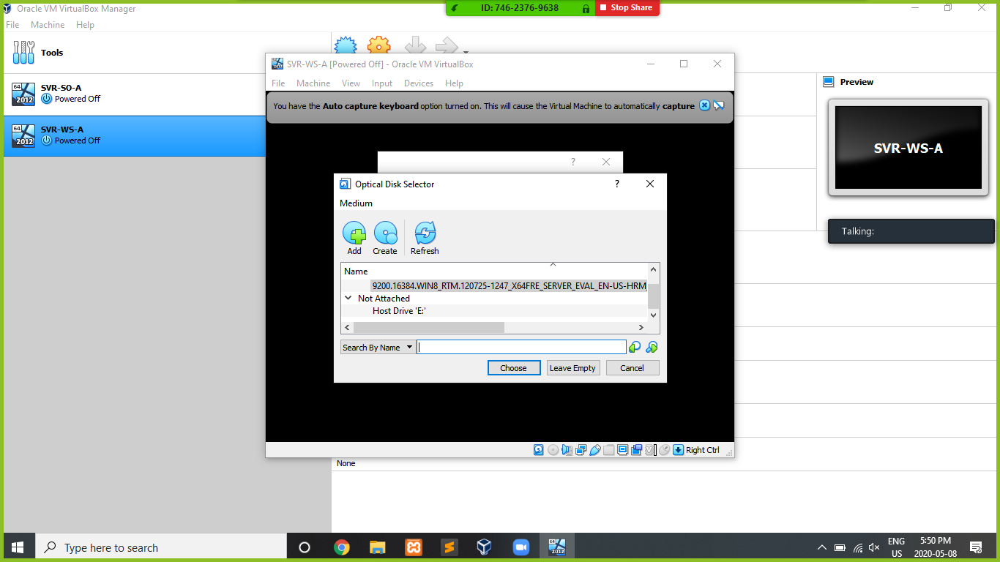 Oracle VM VirtualBox Manager
ID: 746-2376-9638
Stop Share
File Machine Help
Tools
64
2012
SVR-SO-A
Powered Off
64
2012
SVR-WS-A
Powered Off
SVR-WS-A [Powered Off] - Oracle VM VirtualBox
File Machine View Input Devices Help
You have the Auto capture keyboard option turned on. This will cause the Virtual Machine to automatically capture
?
Optical Disk Selector
?
Medium
Add Create Refresh
Name
9200.16384.WIN8_RTM.120725-1247_X64FRE_SERVER_EVAL_EN-US-HRM_
Not Attached
Host Drive 'E:'
Search By Name
Choose Leave Empty Cancel
Right Ctrl
Preview
SVR-WS-A
Talking:
None
Type here to search
64
2012
ENG
US
5:50 PM
2020-05-08